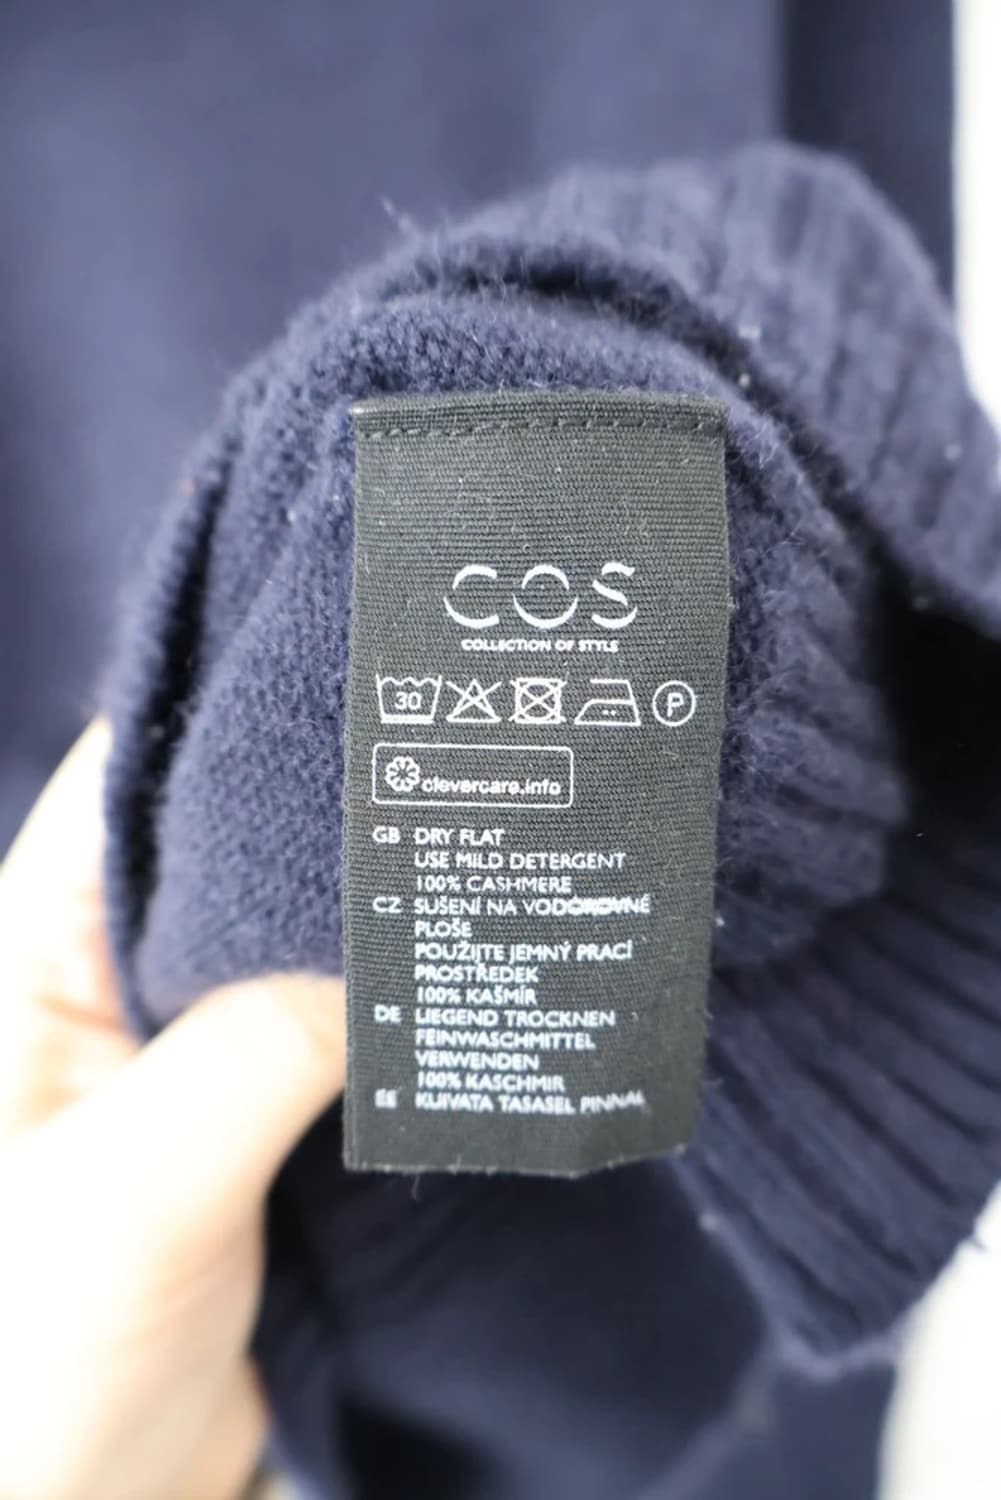 COS
COLLECTION OF STYLE
30 P
clevercare.info
GB DRY FLAT
USE MILD DETERGENT
100% CASHMERE
CZ SUŠENÍ NA VODOROVNÉ
PLOŠE
POUŽIJTE JEMNÝ PRACÍ
PROSTŘEDEK
100% KAŠMÍR
DE LIEGEND TROCKNEN
FEINWASCHMITTEL
VERWENDEN
100% KASCHMIR
EE KUIVATA TASASEL PINNAL